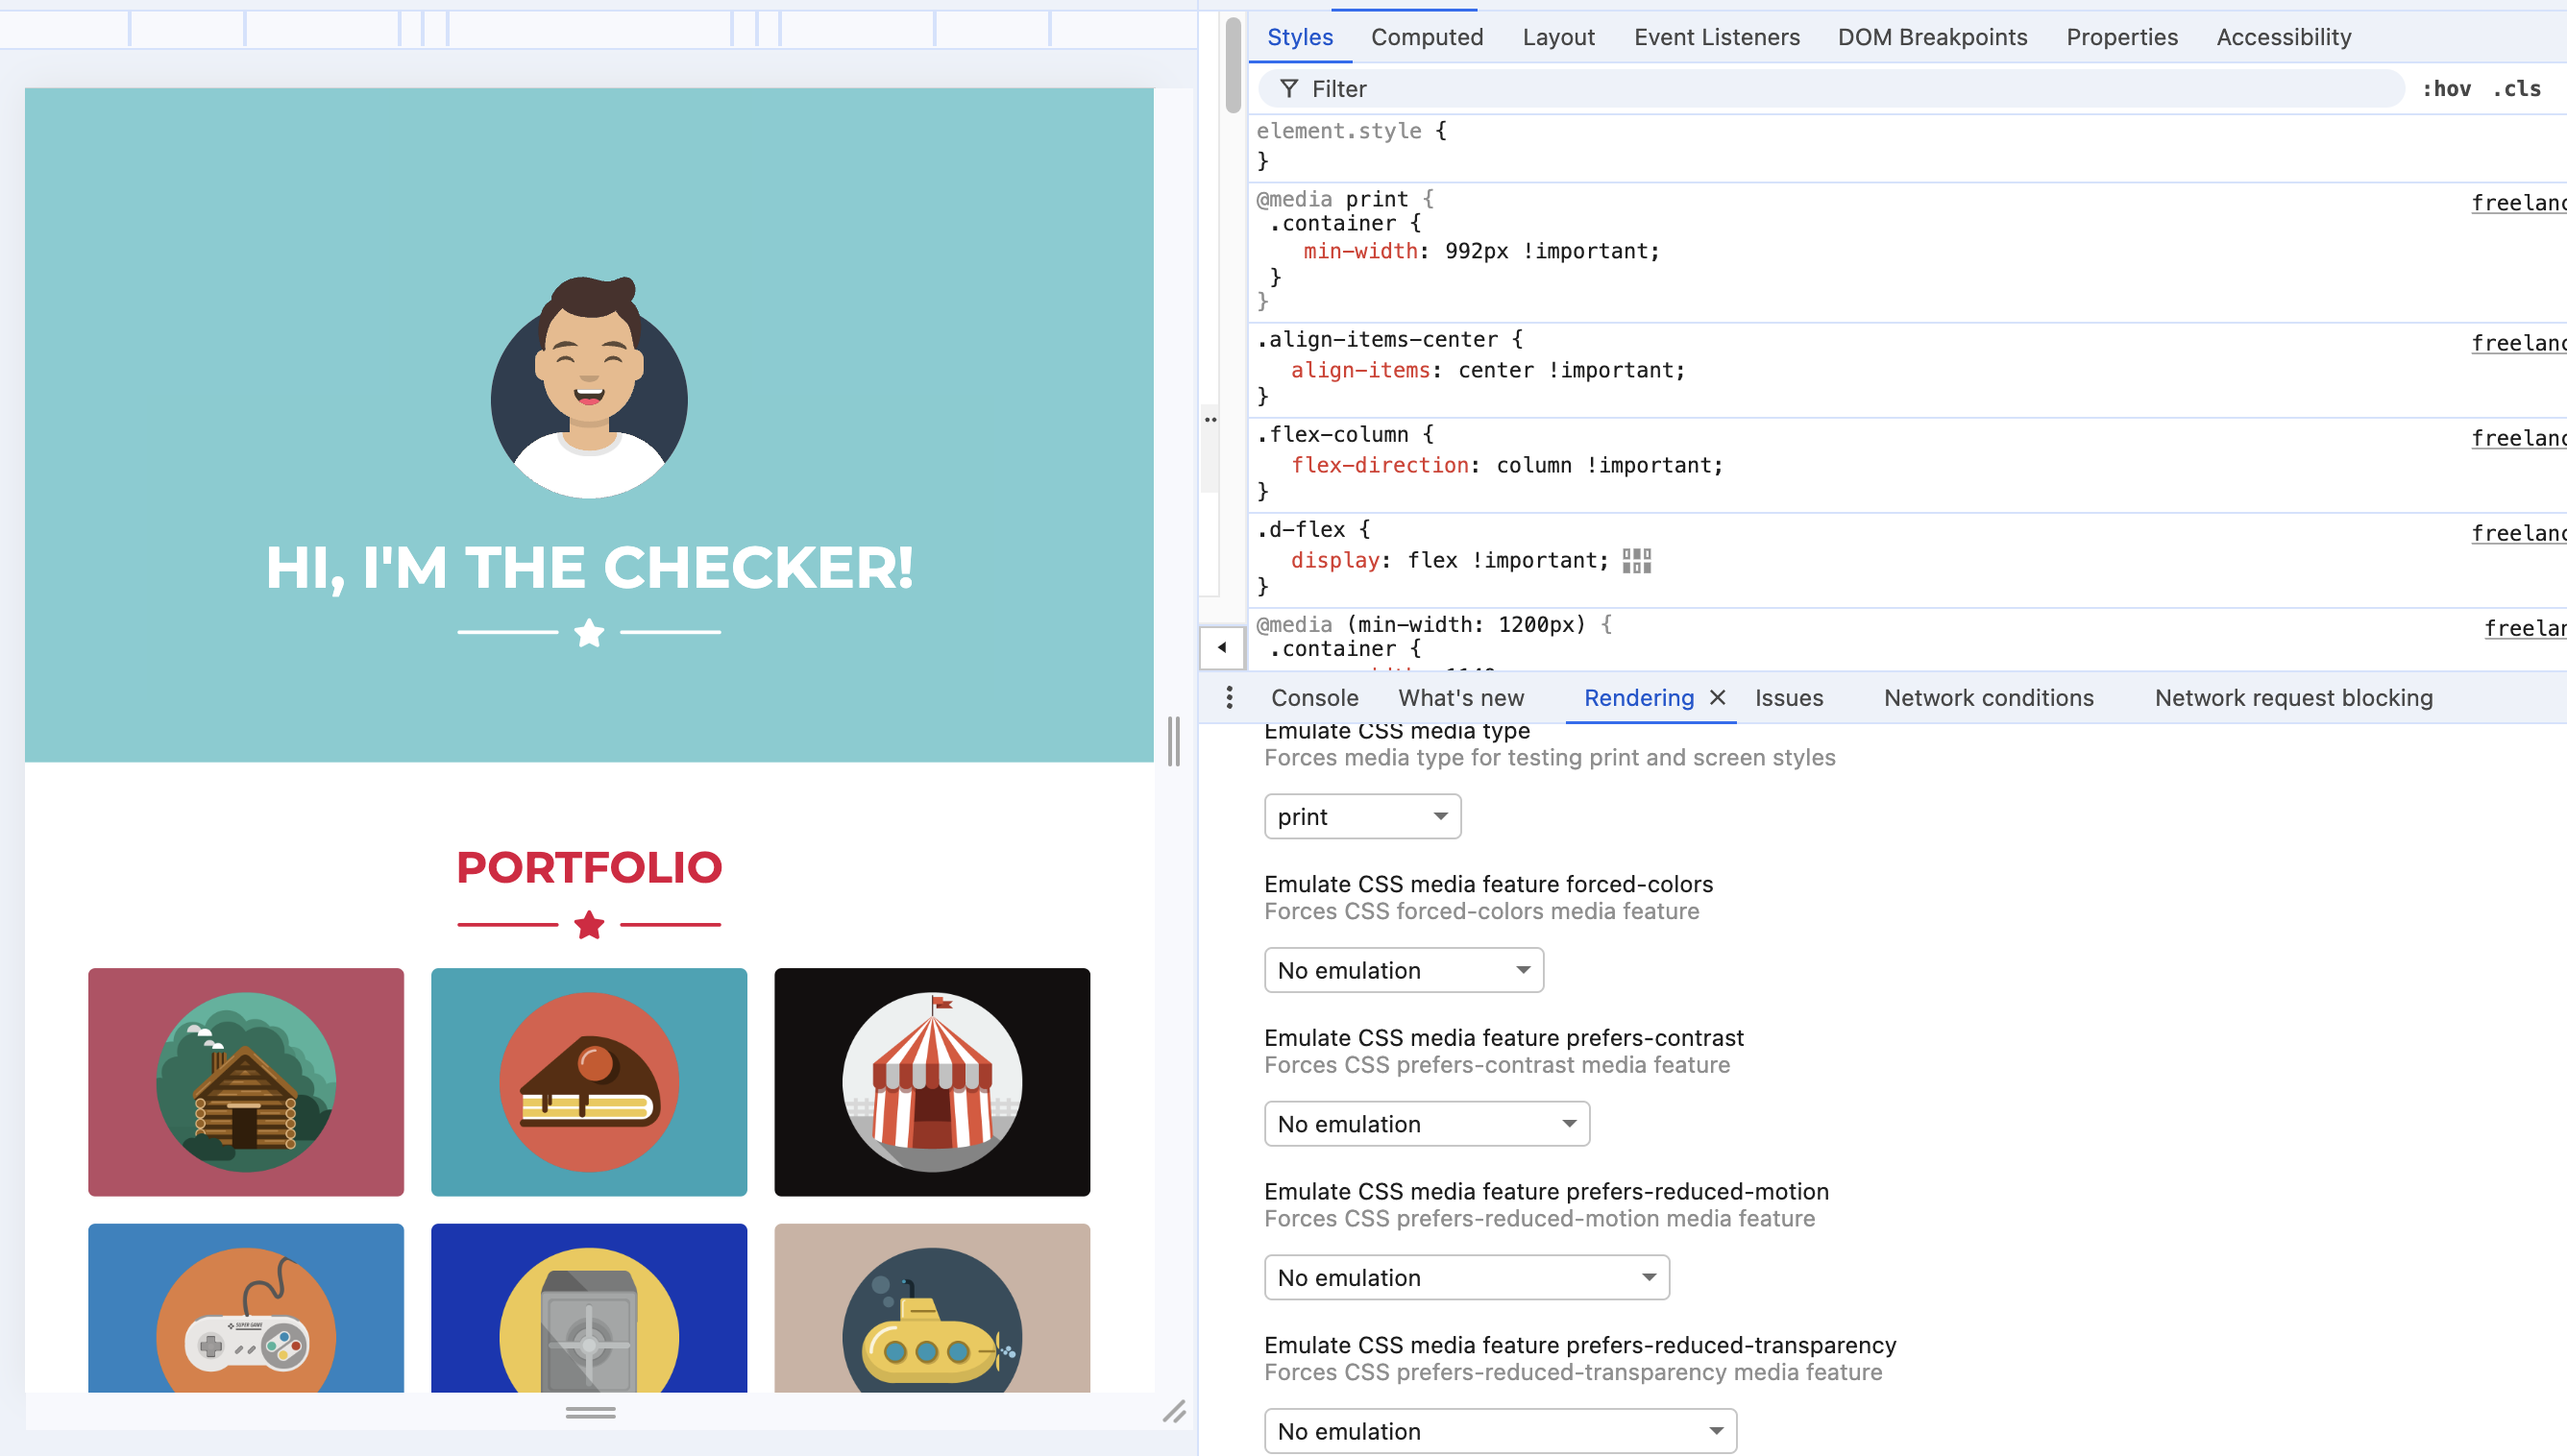 HI, I'M THE CHECKER!
PORTFOLIO
SUPER GAME
Styles Computed Layout Event Listeners DOM Breakpoints Properties Accessibility
Filter :hov .cls
element.style {
}
@media print { freelanc
.container {
min-width: 992px !important;
}
}
.align-items-center { freelanc
align-items: center !important;
}
.flex-column { freelanc
flex-direction: column !important;
}
.d-flex { freelanc
display: flex !important;
}
@media (min-width: 1200px) { freelan
.container {
Console What's new Rendering Issues Network conditions Network request blocking
Emulate CSS media type
Forces media type for testing print and screen styles
print
Emulate CSS media feature forced-colors
Forces CSS forced-colors media feature
No emulation
Emulate CSS media feature prefers-contrast
Forces CSS prefers-contrast media feature
No emulation
Emulate CSS media feature prefers-reduced-motion
Forces CSS prefers-reduced-motion media feature
No emulation
Emulate CSS media feature prefers-reduced-transparency
Forces CSS prefers-reduced-transparency media feature
No emulation